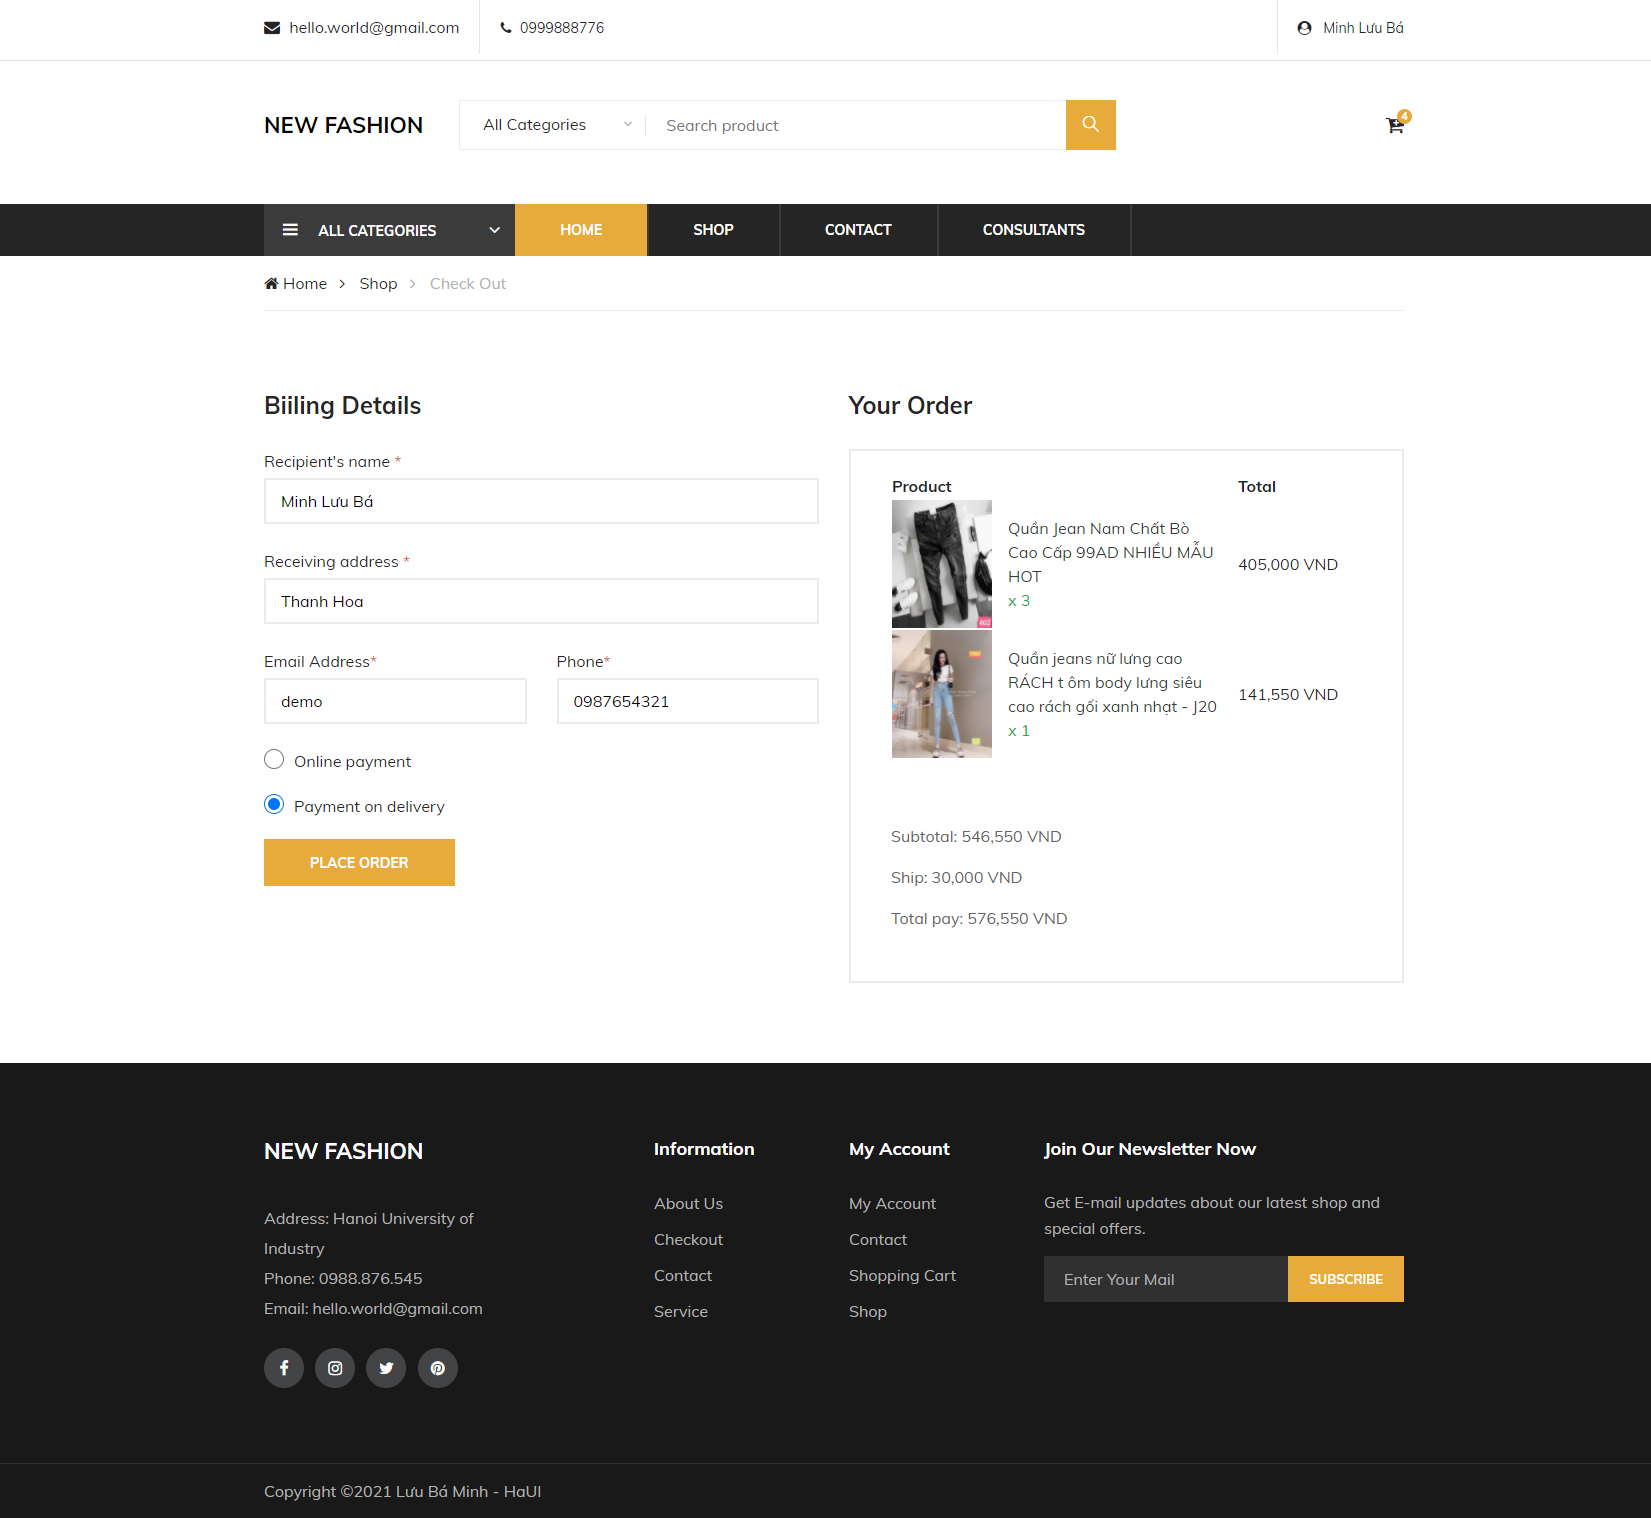 hello.world@gmail.com
0999888776
Minh Lưu Bá
NEW FASHION
All Categories
Search product
4
ALL CATEGORIES
HOME
SHOP
CONTACT
CONSULTANTS
Home
Shop
Check Out
Biiling Details
Recipient's name *
Minh Lưu Bá
Receiving address *
Thanh Hoa
Email Address*
Phone*
demo
0987654321
Online payment
Payment on delivery
PLACE ORDER
Your Order
Product
Total
Quần Jean Nam Chất Bò
Cao Cấp 99AD NHIỀU MẪU
HOT
x 3
405,000 VND
402
Quần jeans nữ lưng cao
RÁCH t ôm body lưng siêu
cao rách gối xanh nhạt - J20
x 1
141,550 VND
Subtotal: 546,550 VND
Ship: 30,000 VND
Total pay: 576,550 VND
NEW FASHION
Address: Hanoi University of
Industry
Phone: 0988.876.545
Email: hello.world@gmail.com
Information
About Us
Checkout
Contact
Service
My Account
My Account
Contact
Shopping Cart
Shop
Join Our Newsletter Now
Get E-mail updates about our latest shop and
special offers.
Enter Your Mail
SUBSCRIBE
Copyright ©2021 Lưu Bá Minh - HaUI